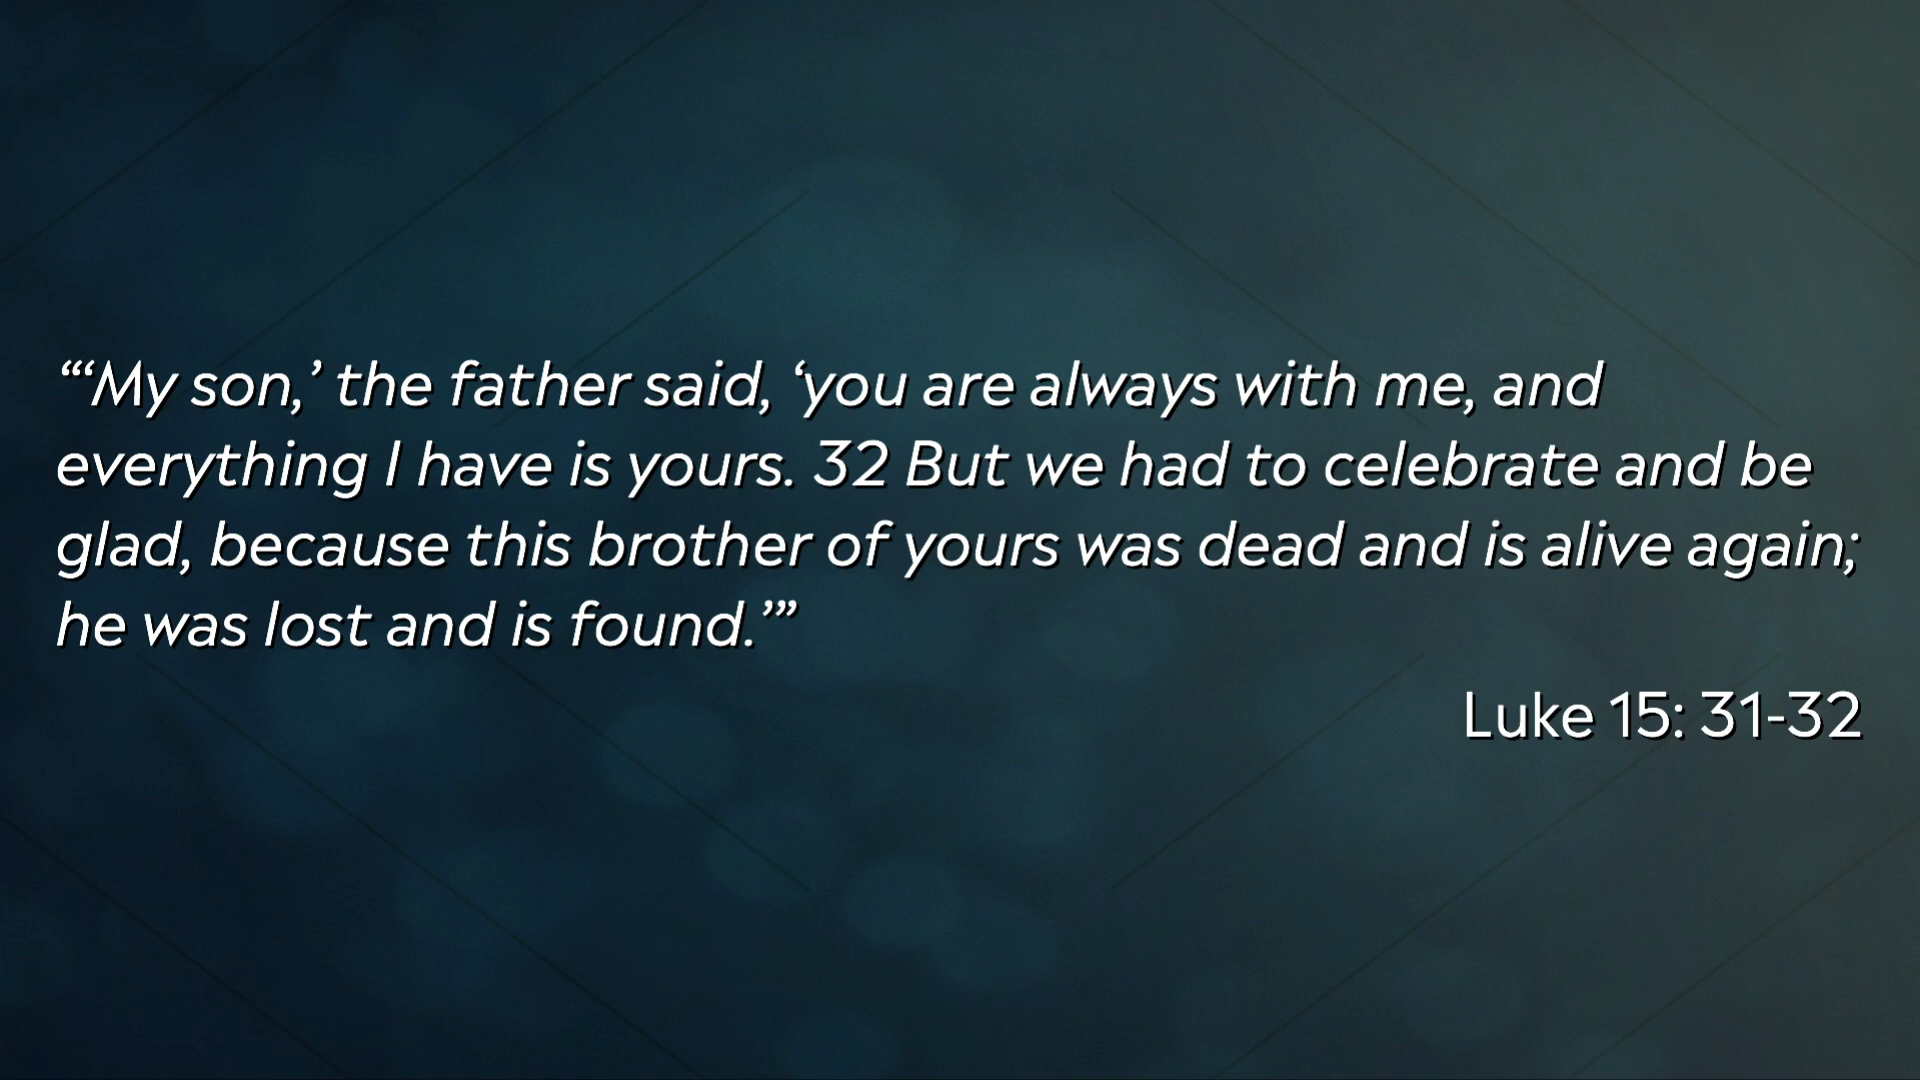 “‘My son,’ the father said, ‘you are always with me, and
everything I have is yours. 32 But we had to celebrate and be
glad, because this brother of yours was dead and is alive again;
he was lost and is found.’”
Luke 15: 31-32